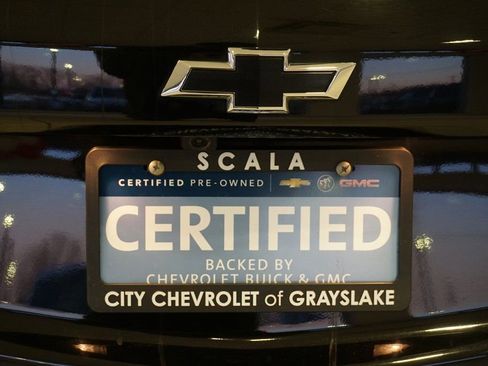 SCALA
CERTIFIED PRE-OWNED GMC
CERTIFIED
BACKED BY
CHEVROLET BUICK & GMC
CITY CHEVROLET of GRAYSLAKE